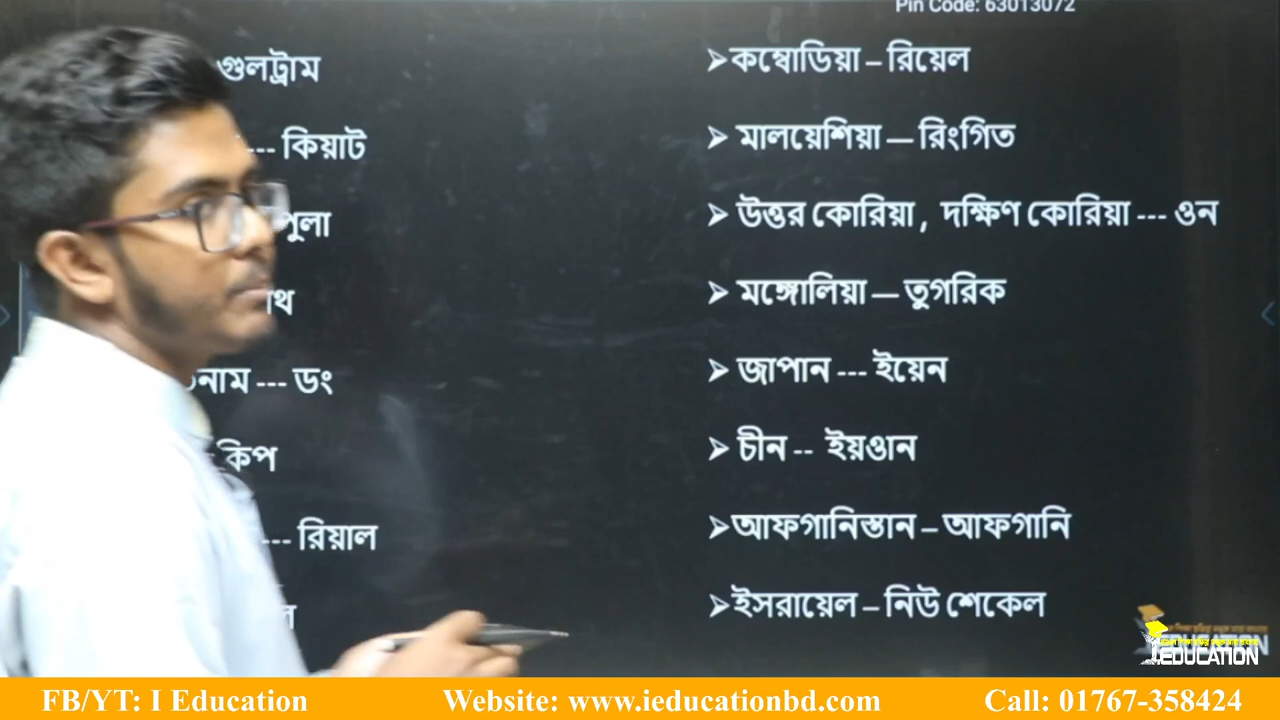 Pin Code: 63013072
গুলট্রাম
--- কিয়াট
পুলা
থ
নাম --- ডং
কিপ
--- রিয়াল
ল
➢কম্বোডিয়া – রিয়েল
➢ মালয়েশিয়া — রিংগিত
➢ উত্তর কোরিয়া , দক্ষিণ কোরিয়া --- ওন
➢ মঙ্গোলিয়া — তুগরিক
➢ জাপান --- ইয়েন
➢ চীন -- ইয়ওান
➢আফগানিস্তান – আফগানি
➢ইসরায়েল – নিউ শেকেল
EDUCATION
FB/YT: I Education
Website: www.ieducationbd.com
Call: 01767-358424